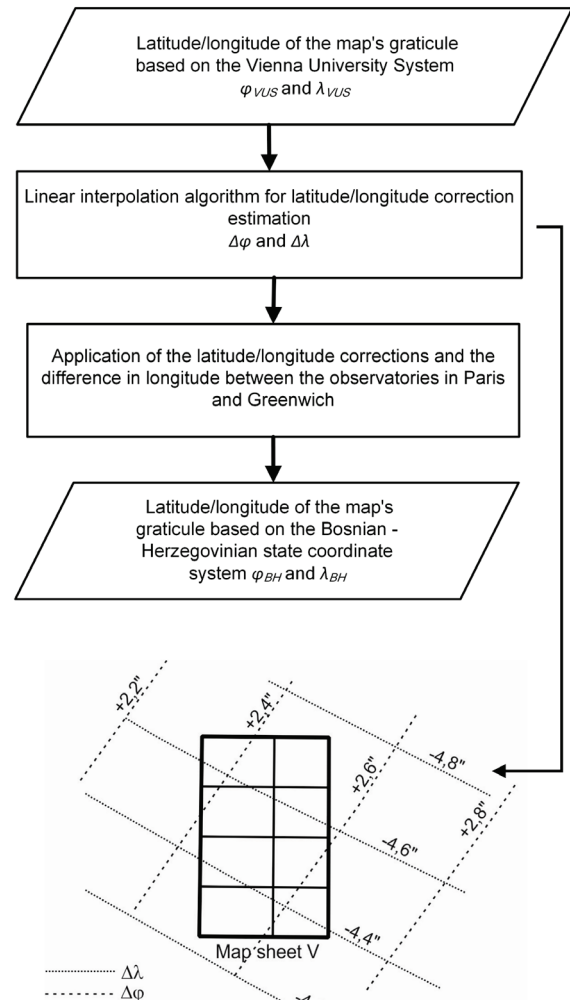 Latitude/longitude of the map's graticule
based on the Vienna University System
φVUS and λVUS
Linear interpolation algorithm for latitude/longitude correction
estimation
Δφ and Δλ
Application of the latitude/longitude corrections and the
difference in longitude between the observatories in Paris
and Greenwich
Latitude/longitude of the map's
graticule based on the Bosnian -
Herzegovinian state coordinate
system φBH and λBH
+2,2"
+2,4"
-4,8"
+2,6"
+2,8"
-4,6"
-4,4"
Map sheet V
Δλ
Δφ